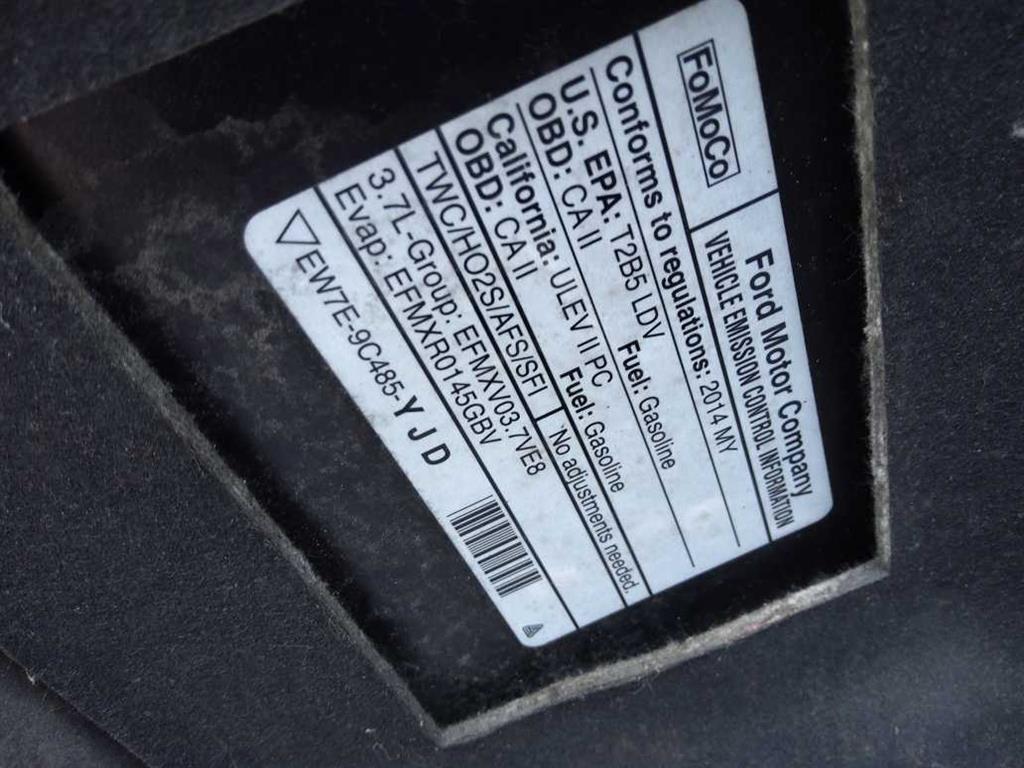 FoMoCo
Ford Motor Company
VEHICLE EMISSION CONTROL INFORMATION
Conforms to regulations: 2014 MY
U.S. EPA: T2B5 LDV Fuel: Gasoline
OBD: CA II
California: ULEV II PC Fuel: Gasoline
OBD: CA II
TWC/HO2S/AFS/SFI No adjustments needed.
3.7L-Group: EFMXV03.7VE8
Evap: EFMXR0145GBV
EW7E-9C485-YJD